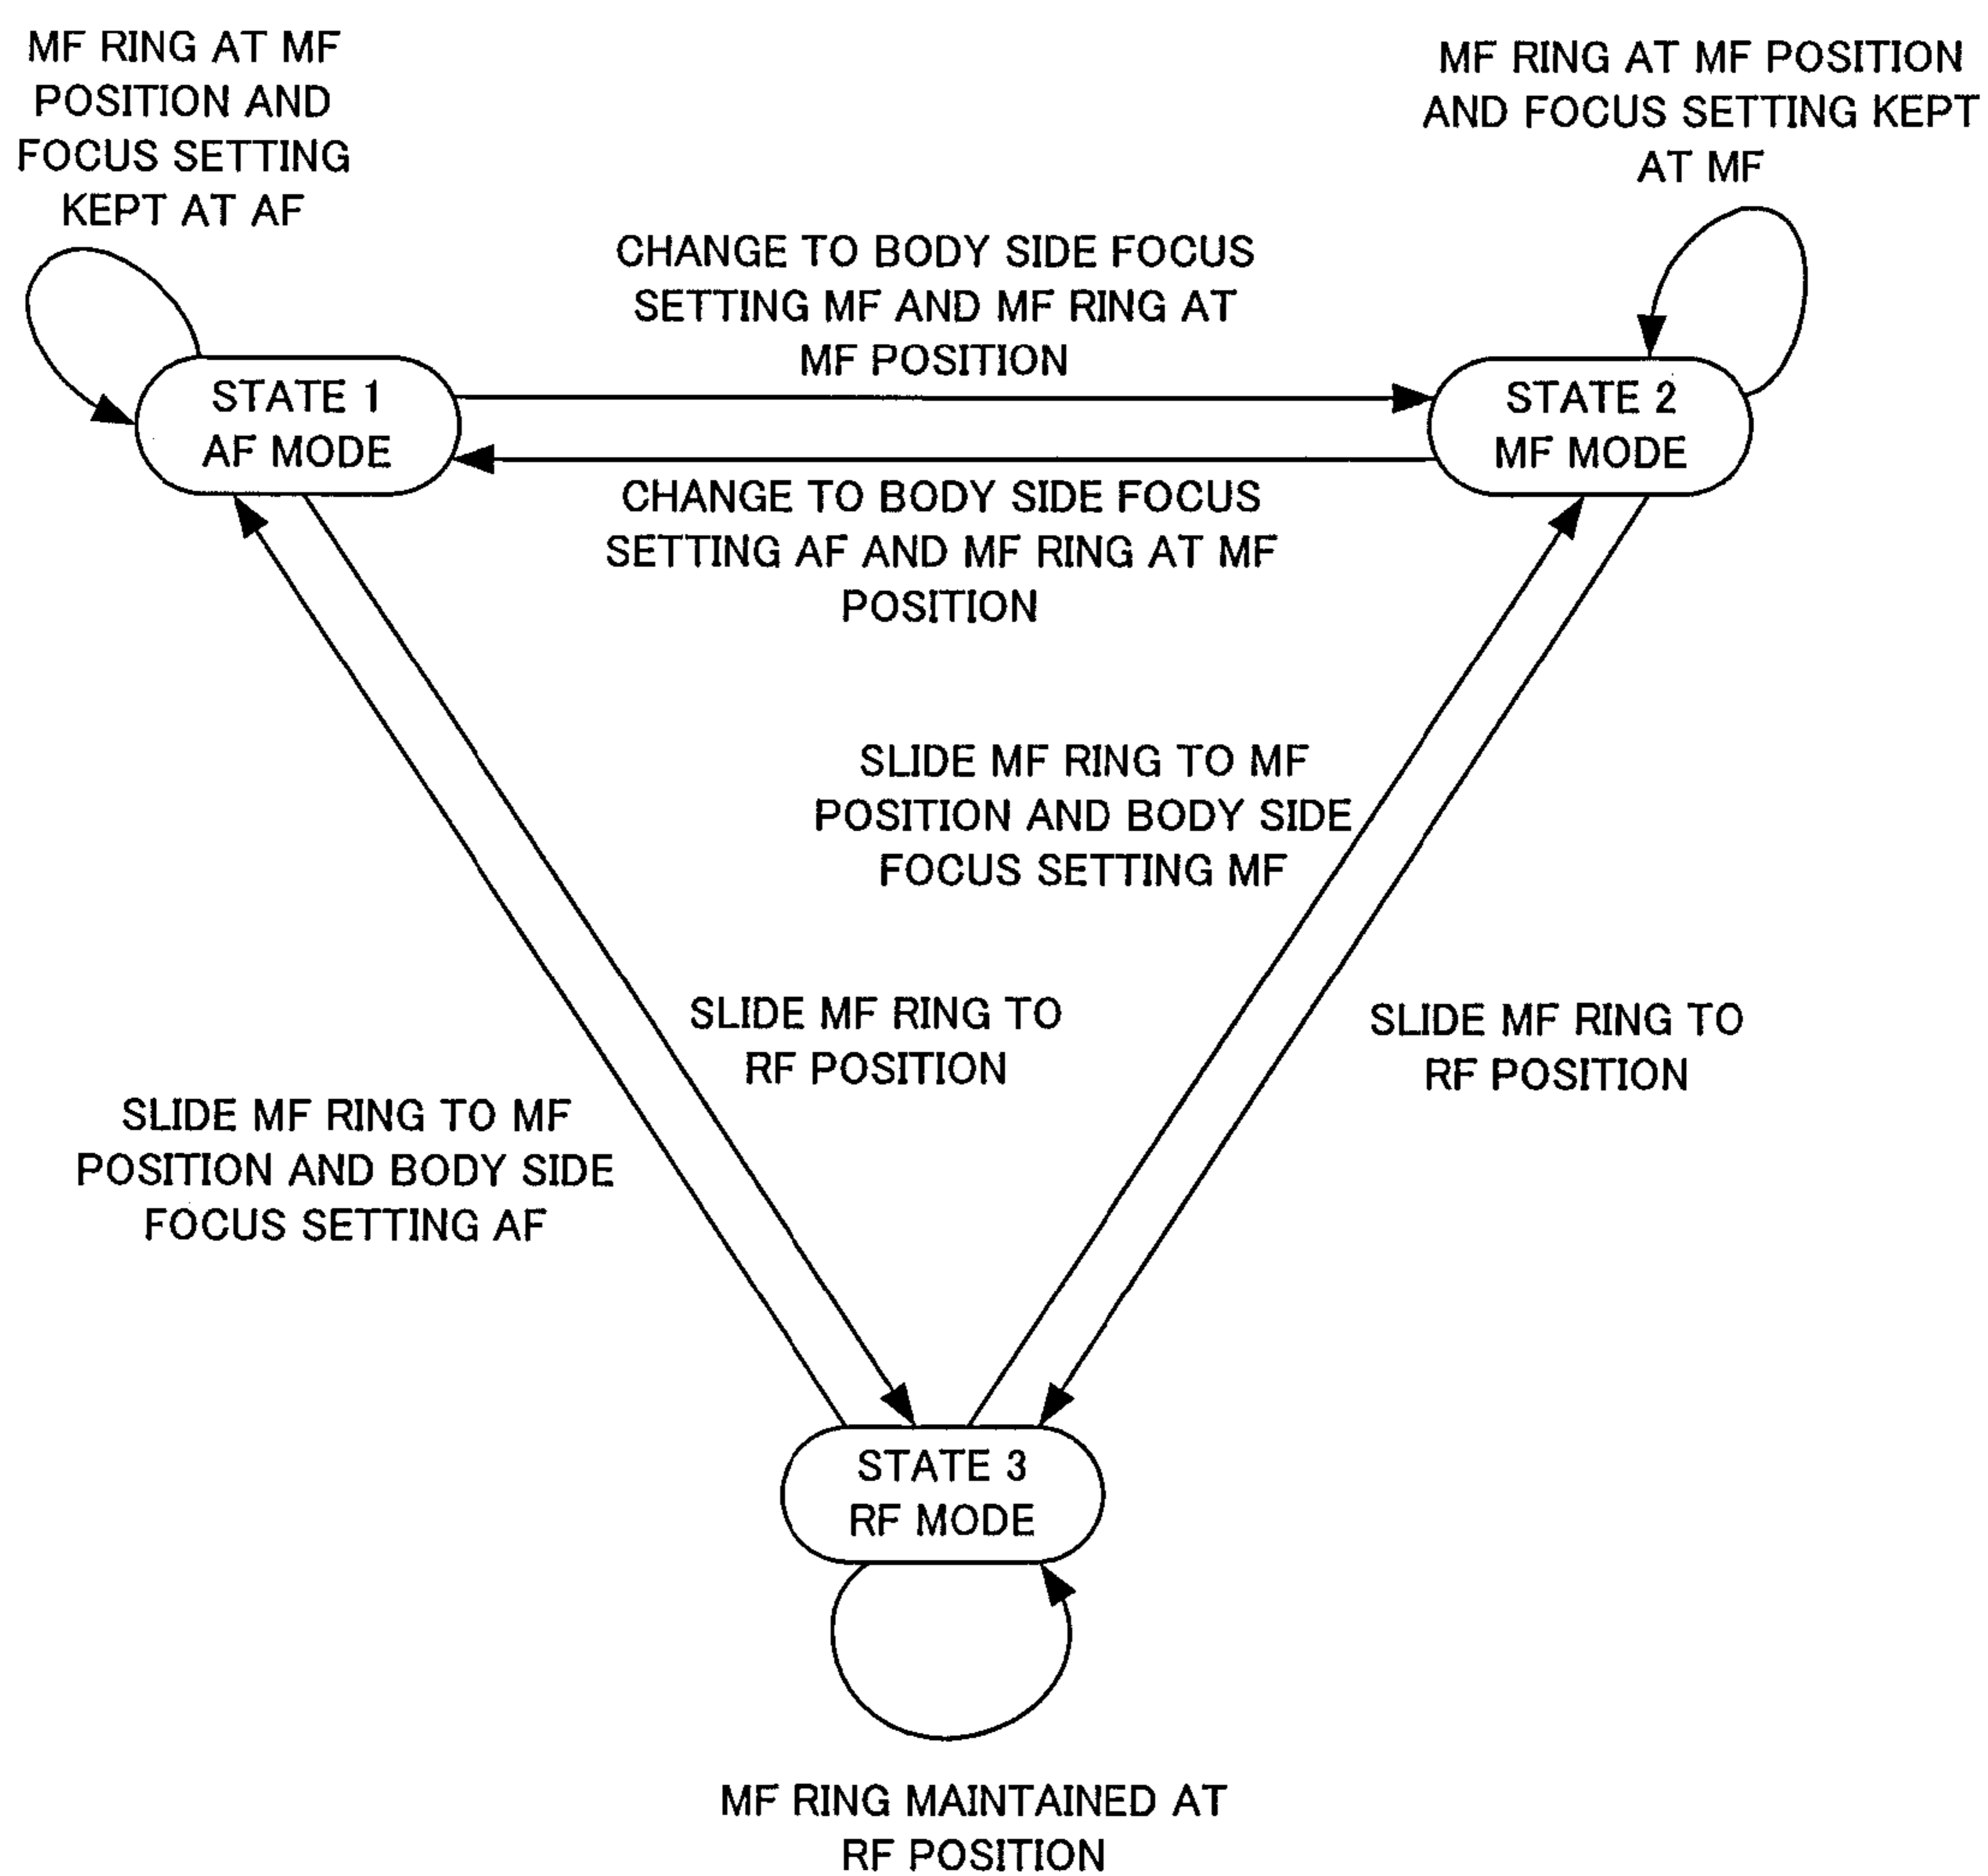 MF RING AT MF
POSITION AND
FOCUS SETTING
KEPT AT AF
MF RING AT MF POSITION
AND FOCUS SETTING KEPT
AT MF
CHANGE TO BODY SIDE FOCUS
SETTING MF AND MF RING AT
MF POSITION
STATE 1
AF MODE
STATE 2
MF MODE
CHANGE TO BODY SIDE FOCUS
SETTING AF AND MF RING AT MF
POSITION
SLIDE MF RING TO MF
POSITION AND BODY SIDE
FOCUS SETTING MF
SLIDE MF RING TO
RF POSITION
SLIDE MF RING TO
RF POSITION
SLIDE MF RING TO MF
POSITION AND BODY SIDE
FOCUS SETTING AF
STATE 3
RF MODE
MF RING MAINTAINED AT
RF POSITION